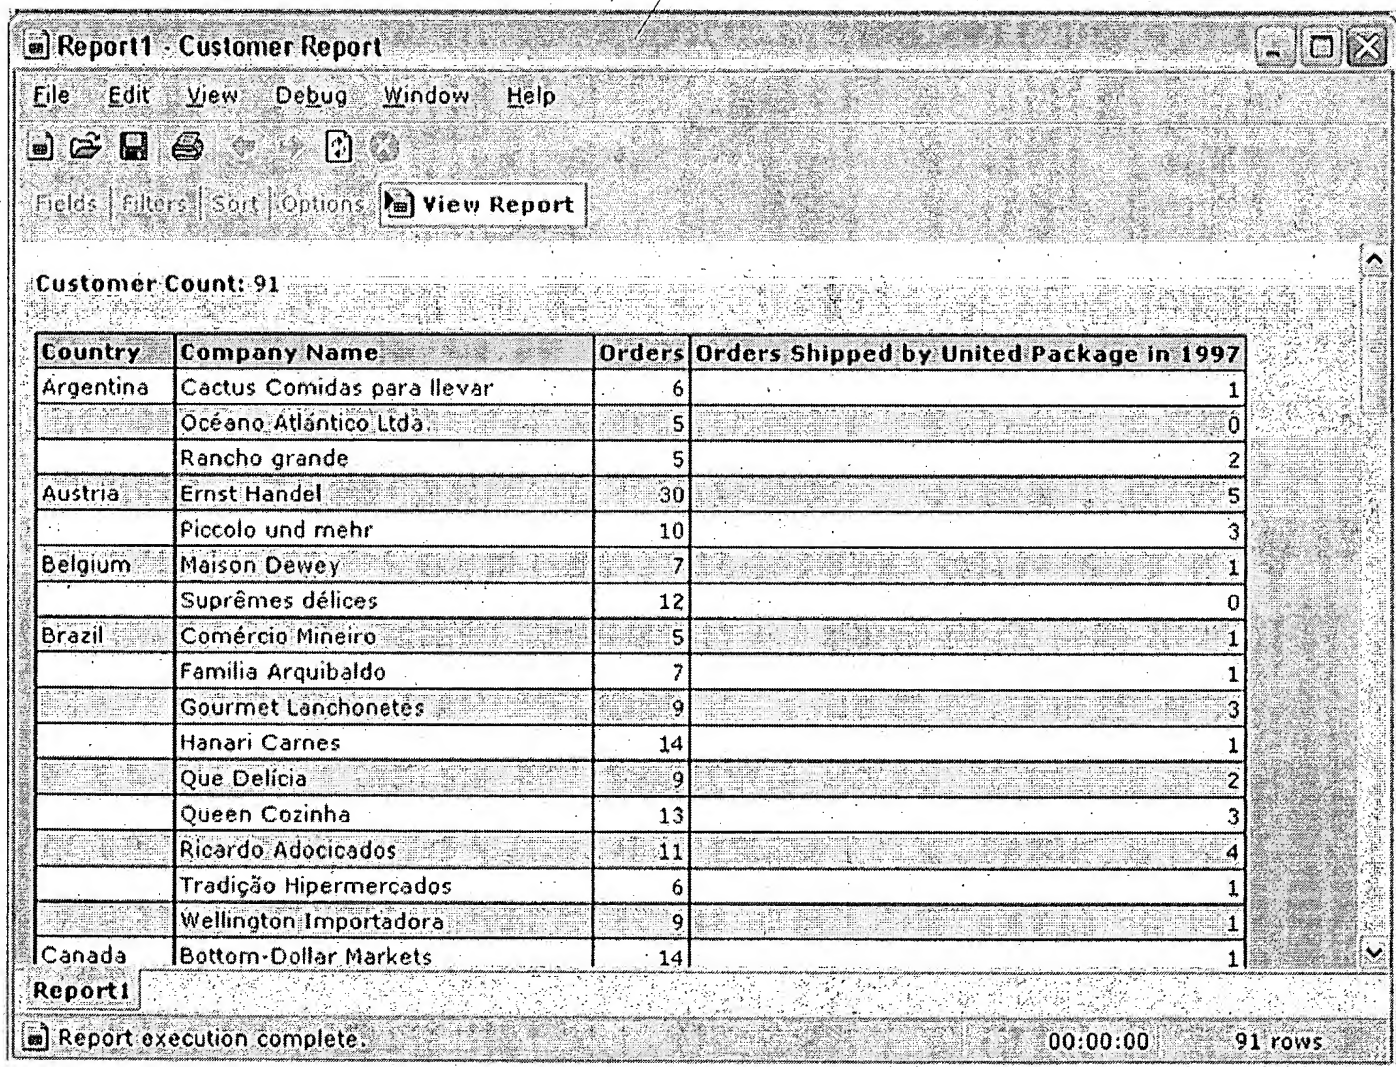 Report1 - Customer Report
File Edit View Debug Window Help
Fields Filters Sort Options View Report
Customer Count: 91
Country Company Name Orders Orders Shipped by United Package in 1997
Argentina Cactus Comidas para llevar 6 1
Océano Atlántico Ltda. 5 0
Rancho grande 5 2
Austria Ernst Handel 30 5
Piccolo und mehr 10 3
Belgium Maison Dewey 7 1
Suprêmes délices 12 0
Brazil Comércio Mineiro 5 1
Familia Arquibaldo 7 1
Gourmet Lanchonetes 9 3
Hanari Carnes 14 1
Que Delícia 9 2
Queen Cozinha 13 3
Ricardo Adocicados 11 4
Tradição Hipermercados 6 1
Wellington Importadora 9 1
Canada Bottom-Dollar Markets 14 1
Report1
Report execution complete. 00:00:00 91 rows